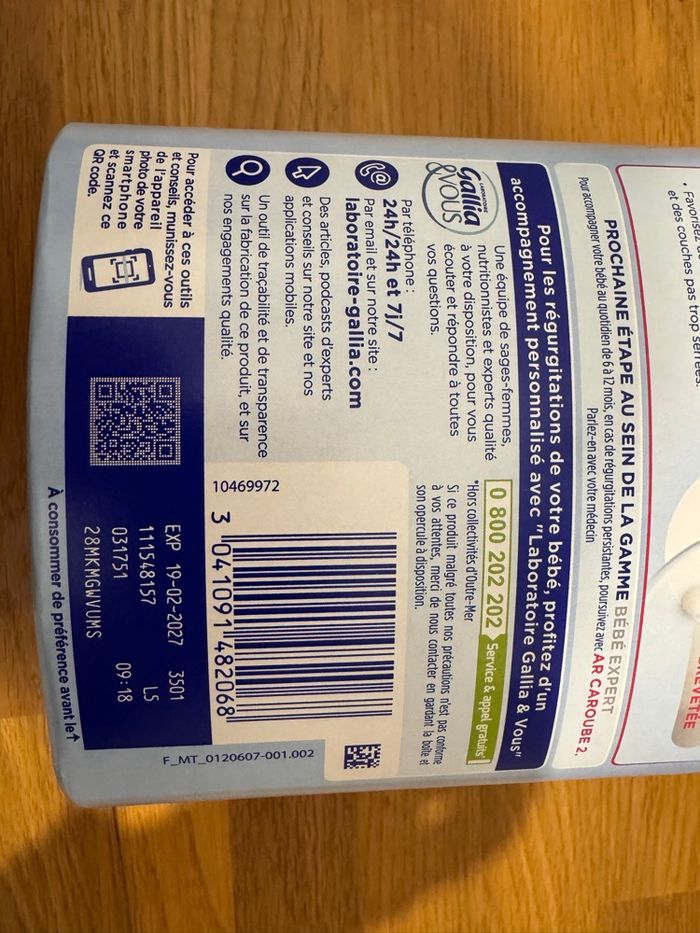 • Favorisez
et des couches pas trop serrées.
PROCHAINE ÉTAPE AU SEIN DE LA GAMME BÉBÉ EXPERT
Pour accompagner votre bébé au quotidien de 6 à 12 mois, en cas de régurgitations persistantes, poursuivez avec AR CAROUBE 2.
Parlez-en avec votre médecin
Pour les régurgitations de votre bébé, profitez d'un
accompagnement personnalisé avec "Laboratoire Gallia & Vous"
LABORATOIRE
Gallia
&VOUS
Une équipe de sages-femmes,
nutritionnistes et experts qualité
à votre disposition, pour vous
écouter et répondre à toutes
vos questions.
Par téléphone :
24h/24h et 7j/7
Par email et sur notre site :
laboratoire-gallia.com
Des articles, podcasts d'experts
et conseils sur notre site et nos
applications mobiles.
Un outil de traçabilité et de transparence
sur la fabrication de ce produit, et sur
nos engagements qualité.
Pour accéder à ces outils
et conseils, munissez-vous
de l'appareil
photo de votre
smartphone
et scannez ce
QR code.
0 800 202 202 Service & appel gratuits*
*Hors collectivités d'Outre-Mer
Si ce produit malgré toutes nos précautions n'est pas conforme
à vos attentes, merci de nous contacter en gardant la boîte et
son opercule à disposition.
10469972
3 041091 482068
F_MT_0120607-001.002
EXP 19-02-2027 3501
111548157 L5
031751 09:18
28MKMGWVUMS
À consommer de préférence avant le